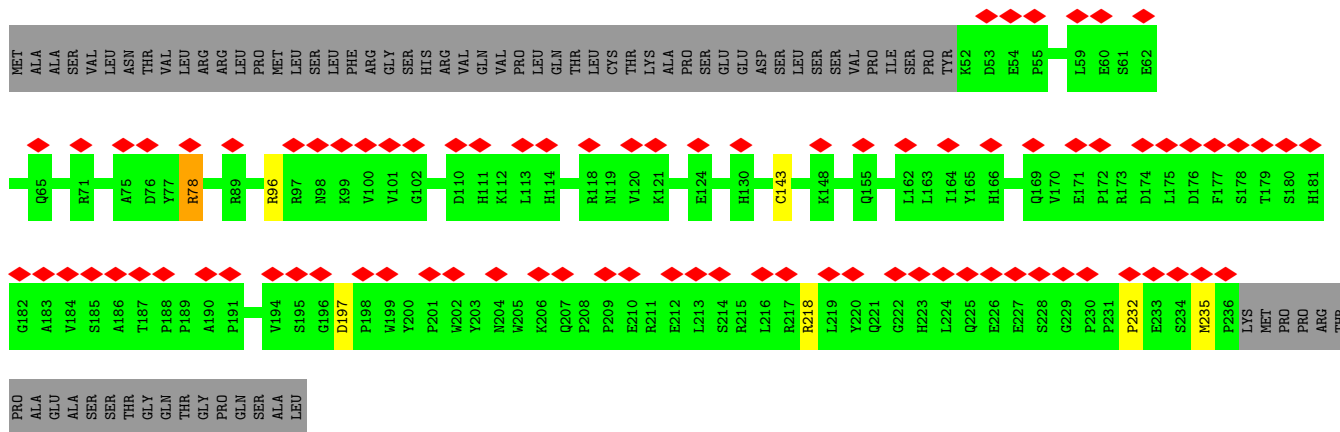 MET ALA ALA SER VAL LEU ASN THR VAL LEU ARG ARG LEU PRO MET LEU SER LEU PHE ARG GLY SER HIS ARG VAL GLN VAL PRO LEU GLN THR LEU CYS THR LYS ALA PRO SER GLU GLU ASP SER LEU SER SER VAL PRO ILE SER PRO TYR K52 D53 E54 P55 L59 E60 S61 E62
Q65 R71 A75 D76 Y77 R78 R89 R96 R97 N98 K99 V100 V101 G102 D110 H111 K112 L113 H114 R118 N119 V120 K121 E124 H130 C143 K148 Q155 L162 L163 I164 Y165 H166 Q169 V170 E171 P172 R173 D174 L175 D176 F177 S178 T179 S180 H181
G182 A183 V184 S185 A186 T187 P188 P189 A190 P191 V194 S195 G196 D197 P198 W199 Y200 P201 W202 Y203 N204 W205 K206 Q207 P208 P209 E210 R211 E212 L213 S214 R215 L216 R217 R218 L219 Y220 Q221 G222 H223 L224 Q225 E226 E227 S228 G229 P230 P231 P232 E233 S234 M235 P236 LYS MET PRO PRO ARG THR
PRO ALA GLU ALA SER SER THR GLY GLN THR GLY PRO GLN SER ALA LEU